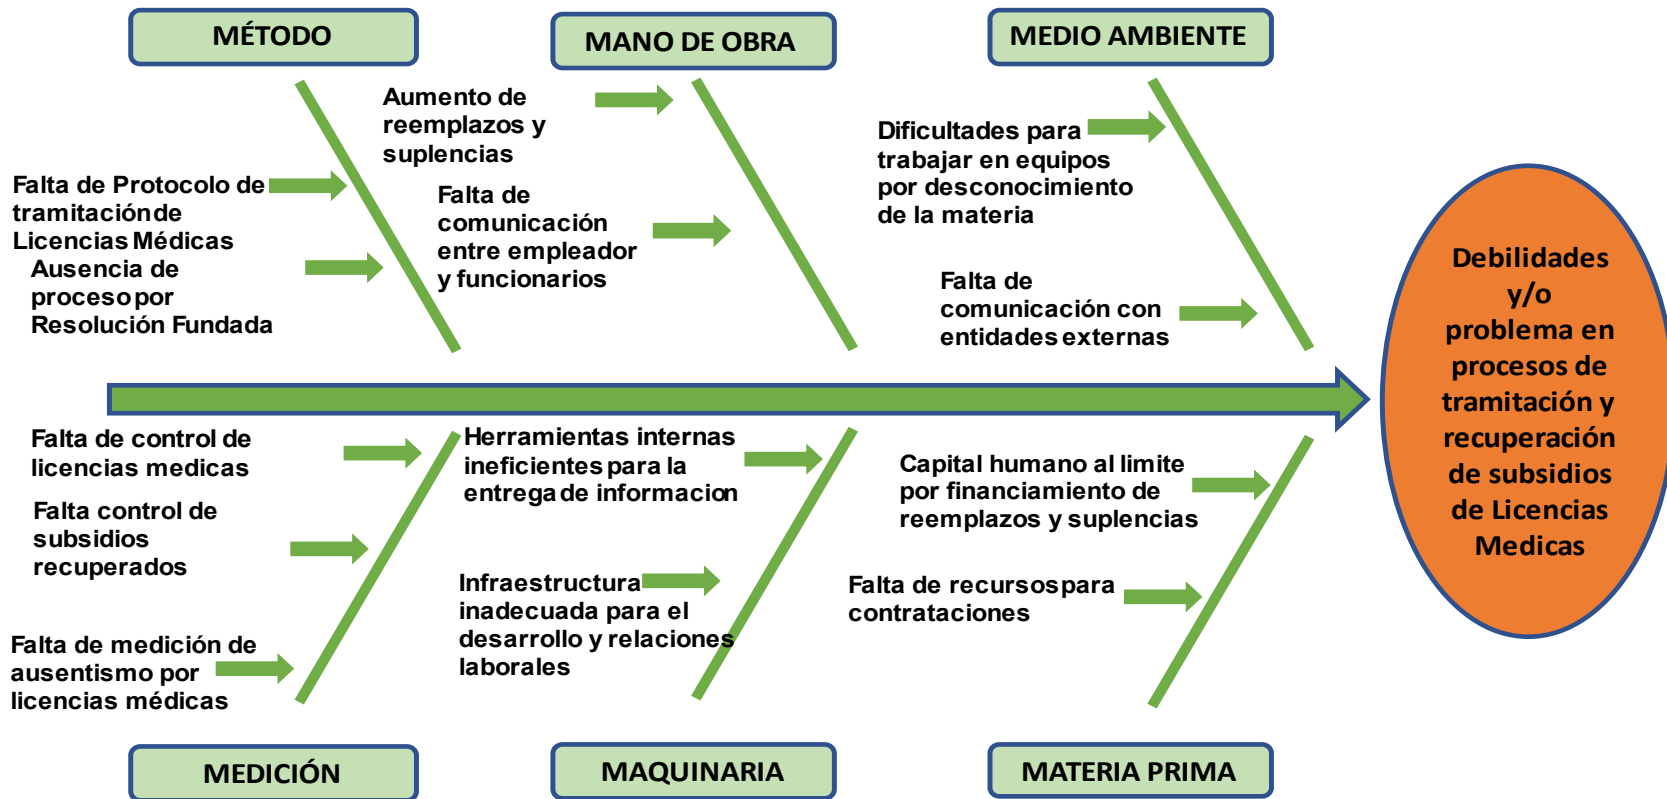 MÉTODO
MANO DE OBRA
MEDIO AMBIENTE
Falta de Protocolo de
tramitación de
Licencias Médicas
Ausencia de
proceso por
Resolución Fundada
Aumento de
reemplazos y
suplencias
Falta de
comunicación
entre empleador
y funcionarios
Dificultades para
trabajar en equipos
por desconocimiento
de la materia
Falta de
comunicación con
entidades externas
Debilidades
y/o
problema en
procesos de
tramitación y
recuperación
de subsidios
de Licencias
Medicas
Falta de control de
licencias medicas
Falta control de
subsidios
recuperados
Falta de medición de
ausentismo por
licencias médicas
Herramientas internas
ineficientes para la
entrega de informacion
Infraestructura
inadecuada para el
desarrollo y relaciones
laborales
Capital humano al limite
por financiamiento de
reemplazos y suplencias
Falta de recursos para
contrataciones
MEDICIÓN
MAQUINARIA
MATERIA PRIMA